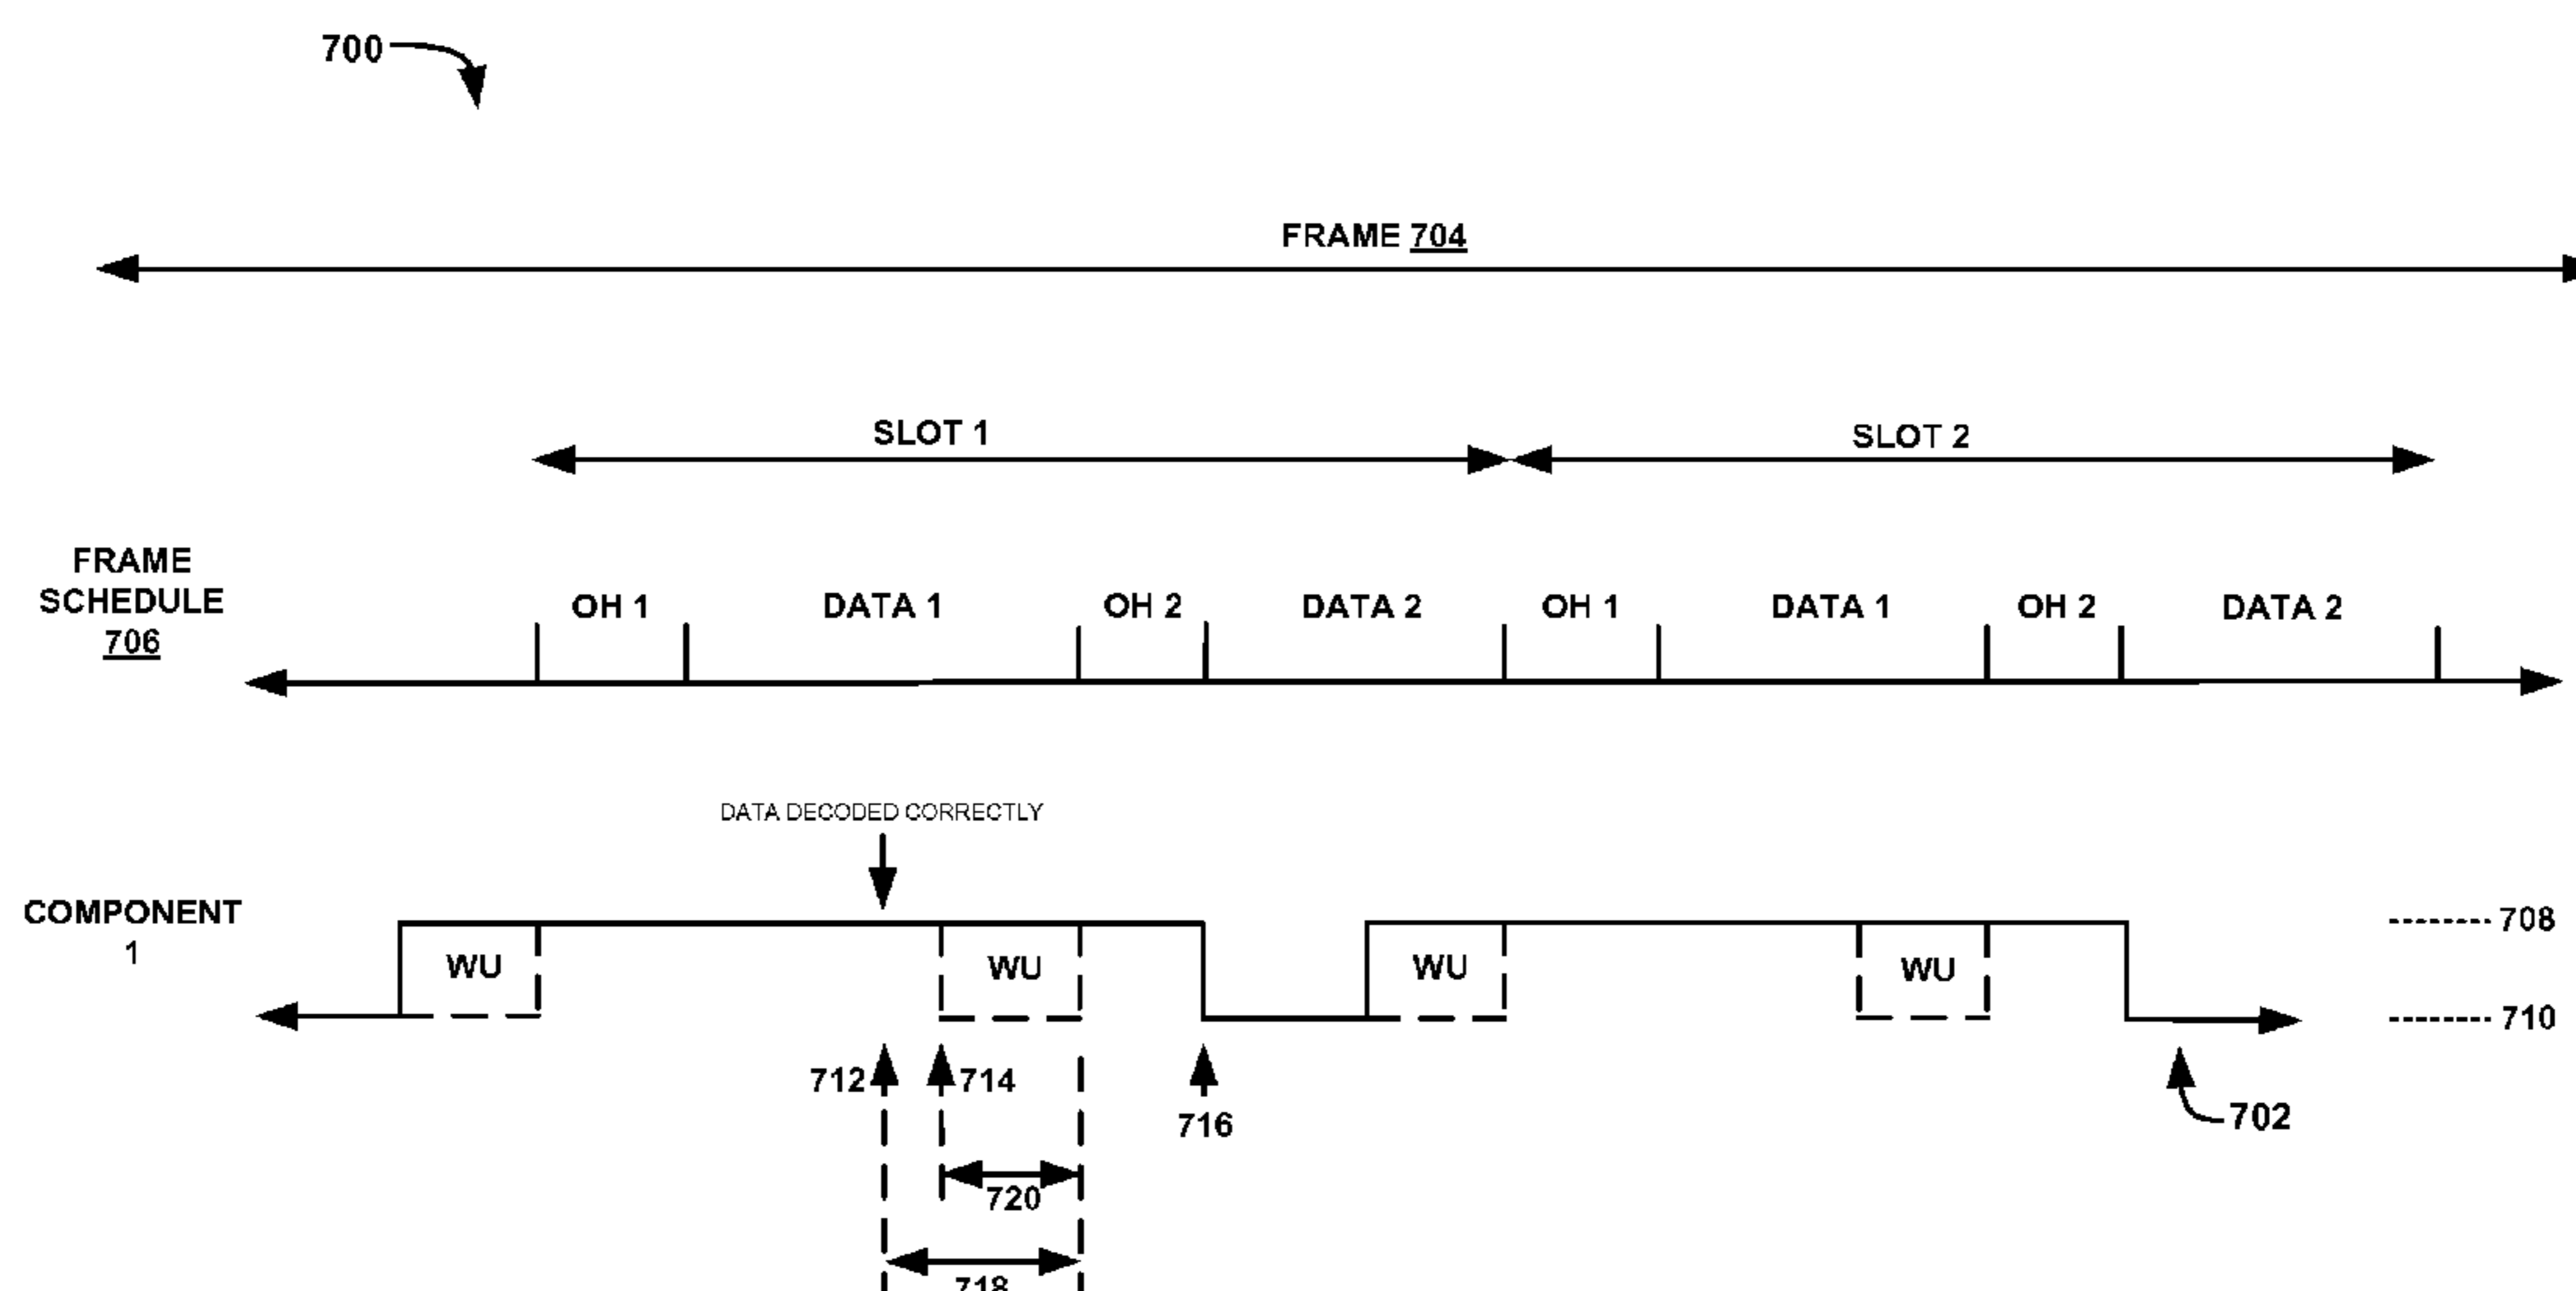 700
FRAME 704
SLOT 1
SLOT 2
FRAME
SCHEDULE
706
OH 1
DATA 1
OH 2
DATA 2
OH 1
DATA 1
OH 2
DATA 2
DATA DECODED CORRECTLY
COMPONENT
1
WU
WU
WU
WU
708
710
712
714
716
702
720
718